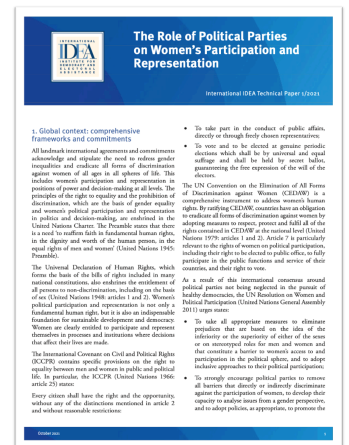 INTERNATIONAL
IDEA
INSTITUTE FOR
DEMOCRACY AND
ELECTORAL
ASSISTANCE
The Role of Political Parties
on Women's Participation and
Representation
International IDEA Technical Paper 1/2021
1. Global context: comprehensive
frameworks and commitments
All landmark international agreements and commitments
acknowledge and stipulate the need to redress gender
inequalities and eradicate all forms of discrimination
against women of all ages in all spheres of life. This
includes women's participation and representation in
positions of power and decision-making at all levels. The
principles of the right to equality and the prohibition of
discrimination, which are the basis of gender equality
and women's political participation and representation
in politics and decision-making, are enshrined in the
United Nations Charter. The Preamble states that there
is a need 'to reaffirm faith in fundamental human rights,
in the dignity and worth of the human person, in the
equal rights of men and women' (United Nations 1945:
Preamble).
The Universal Declaration of Human Rights, which
forms the basis of the bills of rights included in many
national constitutions, also enshrines the entitlement of
all persons to non-discrimination, including on the basis
of sex (United Nations 1948: articles 1 and 2). Women's
political participation and representation is not only a
fundamental human right, but it is also an indispensable
foundation for sustainable development and democracy.
Women are clearly entitled to participate and represent
themselves in processes and institutions where decisions
that affect their lives are made.
The International Covenant on Civil and Political Rights
(ICCPR) contains specific provisions on the right to
equality between men and women in public and political
life. In particular, the ICCPR (United Nations 1966:
article 25) states:
Every citizen shall have the right and the opportunity,
without any of the distinctions mentioned in article 2
and without reasonable restrictions:
• To take part in the conduct of public affairs,
directly or through freely chosen representatives;
• To vote and to be elected at genuine periodic
elections which shall be by universal and equal
suffrage and shall be held by secret ballot,
guaranteeing the free expression of the will of the
electors.
The UN Convention on the Elimination of All Forms
of Discrimination against Women (CEDAW) is a
comprehensive instrument to address women's human
rights. By ratifying CEDAW, countries have an obligation
to eradicate all forms of discrimination against women by
adopting measures to respect, protect and fulfil all of the
rights contained in CEDAW at the national level (United
Nations 1979: articles 1 and 2). Article 7 is particularly
relevant to the rights of women on political participation,
including their right to be elected to public office, to fully
participate in the public functions and service of their
countries, and their right to vote.
As a result of this international consensus around
political parties not being neglected in the pursuit of
healthy democracies, the UN Resolution on Women and
Political Participation (United Nations General Assembly
2011) urges states:
• To take all appropriate measures to eliminate
prejudices that are based on the idea of the
inferiority or the superiority of either of the sexes
or on stereotyped roles for men and women and
that constitute a barrier to women's access to and
participation in the political sphere, and to adopt
inclusive approaches to their political participation;
• To strongly encourage political parties to remove
all barriers that directly or indirectly discriminate
against the participation of women, to develop their
capacity to analyse issues from a gender perspective,
and to adopt policies, as appropriate, to promote the
October 2021